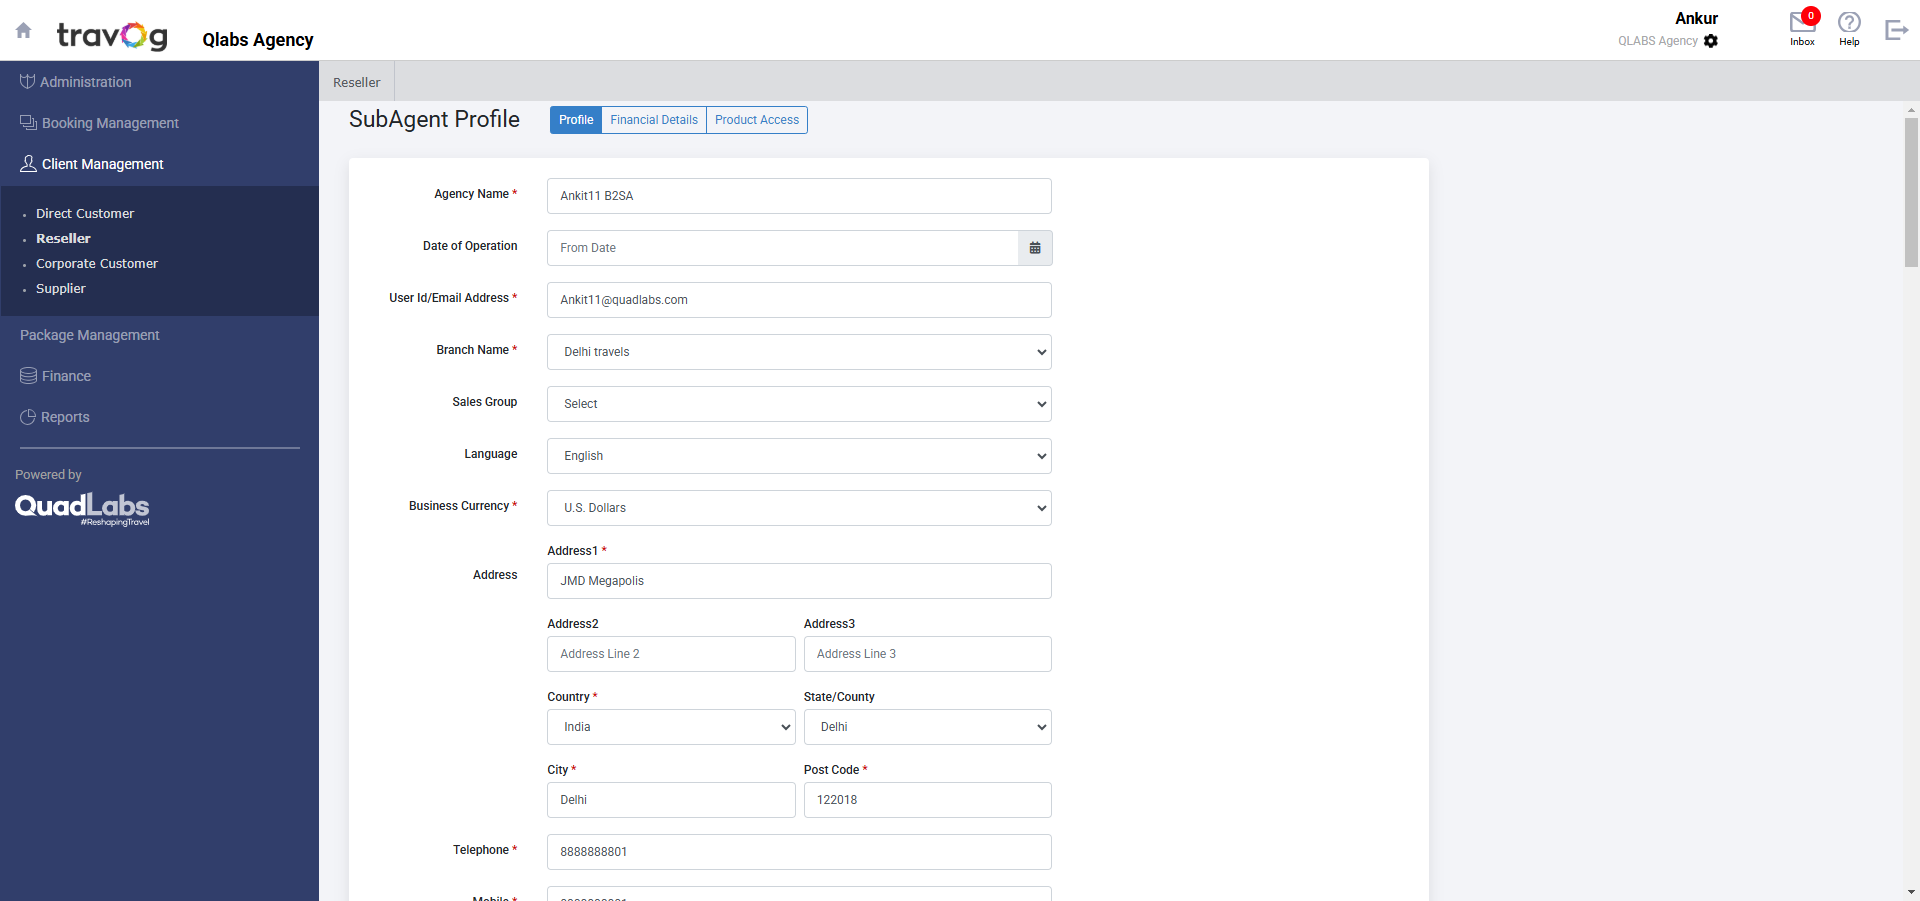 travog
Qlabs Agency
Ankur
QLABS Agency
0
Inbox
Help
Administration
Booking Management
Client Management
Direct Customer
Reseller
Corporate Customer
Supplier
Package Management
Finance
Reports
Powered by
QuadLabs
#ReshapingTravel
Reseller
SubAgent Profile
Profile Financial Details Product Access
Agency Name * Ankit11 B2SA
Date of Operation From Date
User Id/Email Address * Ankit11@quadlabs.com
Branch Name * Delhi travels
Sales Group Select
Language English
Business Currency * U.S. Dollars
Address1 *
Address JMD Megapolis
Address2 Address3
Address Line 2 Address Line 3
Country * State/County
India Delhi
City * Post Code *
Delhi 122018
Telephone * 8888888801
Mobile *